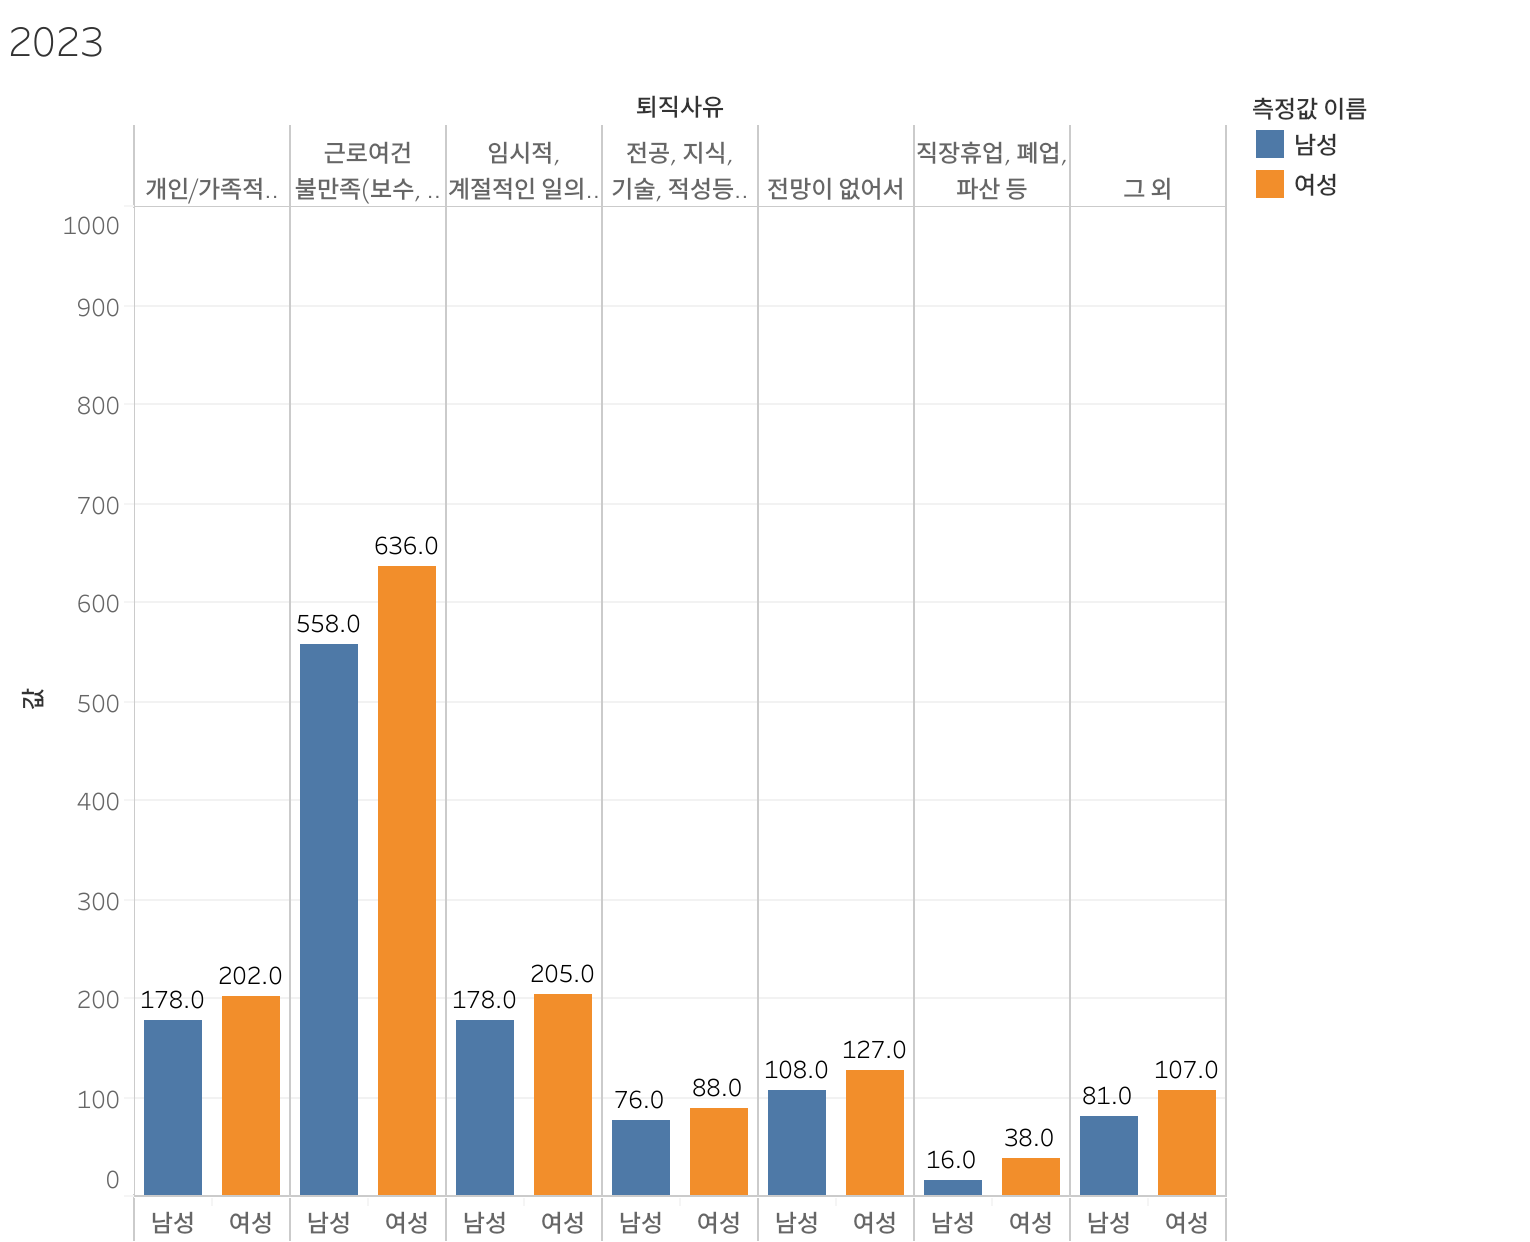 2023
퇴직사유
측정값 이름
남성
여성
개인/가족적..
근로여건
불만족(보수, ..
임시적,
계절적인 일의..
전공, 지식,
기술, 적성등..
전망이 없어서
직장휴업, 폐업,
파산 등
그 외
1000
900
800
700
600
500
400
300
200
100
0
값
178.0
202.0
558.0
636.0
178.0
205.0
76.0
88.0
108.0
127.0
16.0
38.0
81.0
107.0
남성 여성 남성 여성 남성 여성 남성 여성 남성 여성 남성 여성 남성 여성